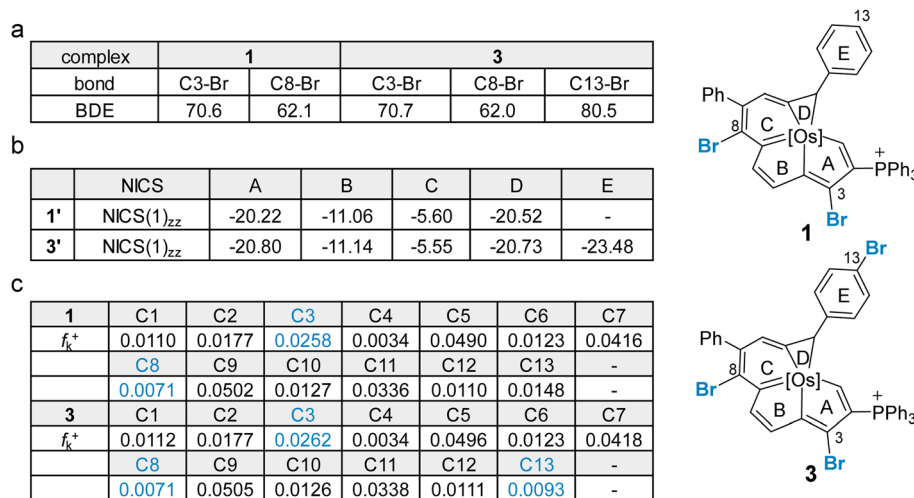 a
complex 1 3
bond C3-Br C8-Br C3-Br C8-Br C13-Br
BDE 70.6 62.1 70.7 62.0 80.5
b
NICS A B C D E
1' NICS(1)zz -20.22 -11.06 -5.60 -20.52 -
3' NICS(1)zz -20.80 -11.14 -5.55 -20.73 -23.48
c
1 C1 C2 C3 C4 C5 C6 C7
fk+ 0.0110 0.0177 0.0258 0.0034 0.0490 0.0123 0.0416
C8 C9 C10 C11 C12 C13 -
0.0071 0.0502 0.0127 0.0336 0.0110 0.0148 -
3 C1 C2 C3 C4 C5 C6 C7
fk+ 0.0112 0.0177 0.0262 0.0034 0.0496 0.0123 0.0418
C8 C9 C10 C11 C12 C13 -
0.0071 0.0505 0.0126 0.0338 0.0111 0.0093 -
13
E
Ph
D
8 C [Os]
Br
B A PPh3
+
3
Br
1
Br
13
E
Ph
D
8 C [Os]
Br
B A PPh3
+
3
Br
3